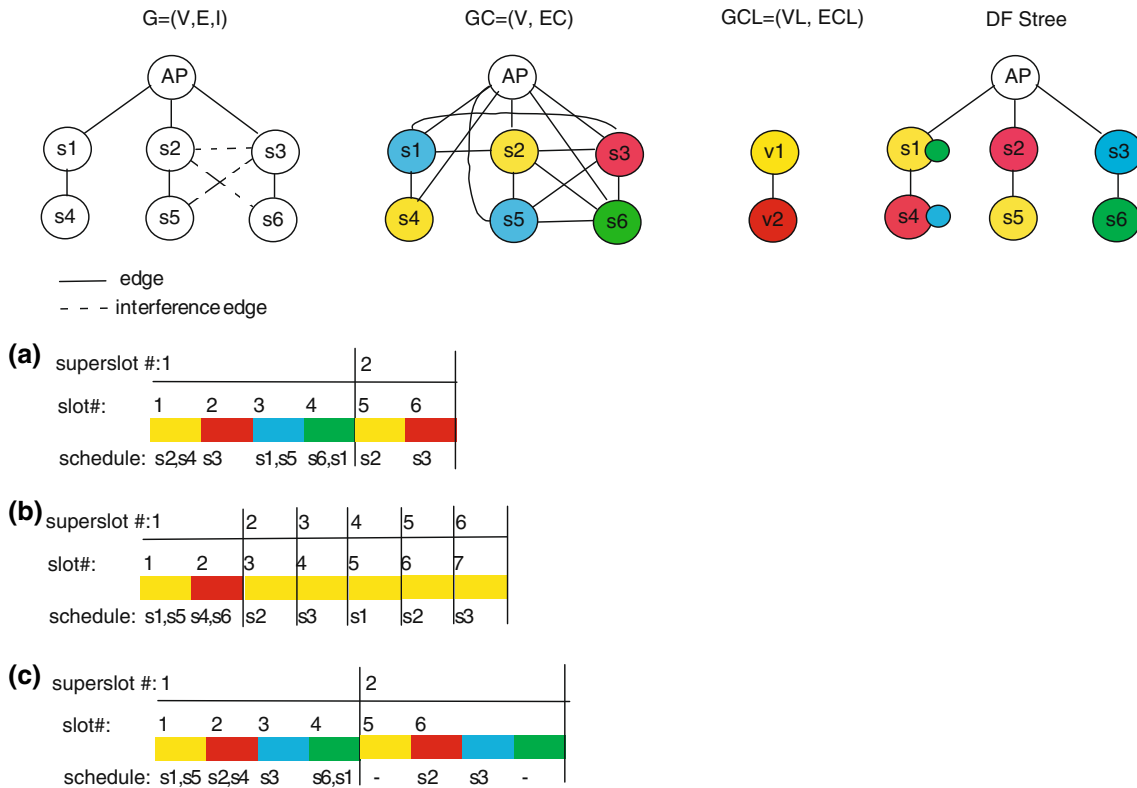 G=(V,E,I) GC=(V, EC) GCL=(VL, ECL) DF Stree
AP AP AP
s1 s2 s3 s1 s2 s3 v1 s1 s2 s3
s4 s5 s6 s4 s5 s6 v2 s4 s5 s6
edge
interference edge
(a)
superslot #:1 2
slot#: 1 2 3 4 5 6
schedule: s2,s4 s3 s1,s5 s6,s1 s2 s3
(b)
superslot #:1 2 3 4 5 6
slot#: 1 2 3 4 5 6 7
schedule: s1,s5 s4,s6 s2 s3 s1 s2 s3
(c)
superslot #:1 2
slot#: 1 2 3 4 5 6
schedule: s1,s5 s2,s4 s3 s6,s1 - s2 s3 -